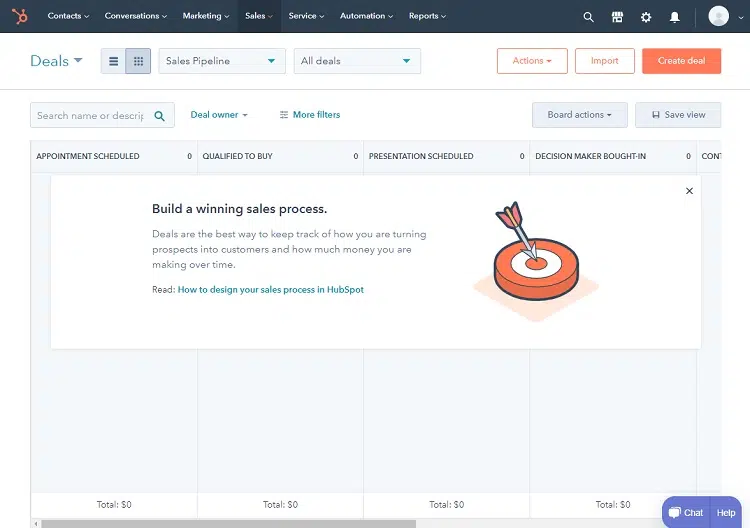 Contacts Conversations Marketing Sales Service Automation Reports
Deals Sales Pipeline All deals Actions Import Create deal
Search name or descrip Deal owner More filters Board actions Save view
APPOINTMENT SCHEDULED 0 QUALIFIED TO BUY 0 PRESENTATION SCHEDULED 0 DECISION MAKER BOUGHT-IN 0 CONT
Build a winning sales process.
Deals are the best way to keep track of how you are turning
prospects into customers and how much money you are
making over time.
Read: How to design your sales process in HubSpot
Total: $0 Total: $0 Total: $0 Total: $0
Chat Help